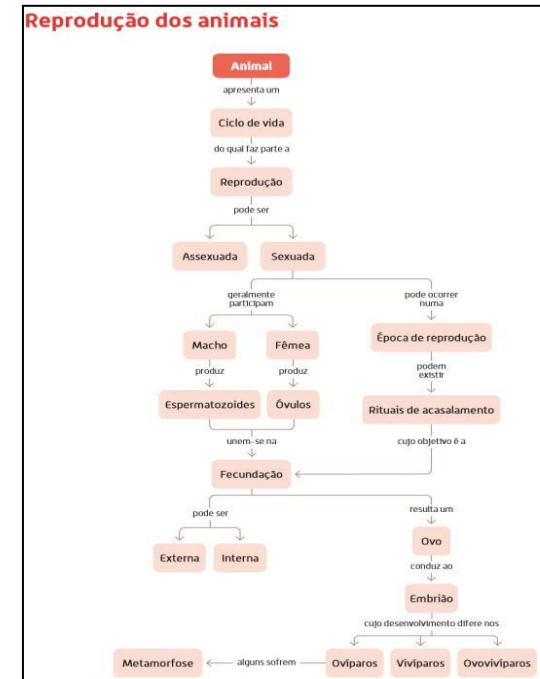 Reprodução dos animais
Animal
apresenta um
Ciclo de vida
do qual faz parte a
Reprodução
pode ser
Assexuada
Sexuada
geralmente
participam
pode ocorrer
numa
Macho
Fêmea
Época de reprodução
produz
produz
podem
existir
Espermatozoides
Óvulos
Rituais de acasalamento
unem-se na
cujo objetivo é a
Fecundação
pode ser
resulta um
Externa
Interna
Ovo
conduz ao
Embrião
cujo desenvolvimento difere nos
Metamorfose
alguns sofrem
Ovíparos
Vivíparos
Ovovivíparos